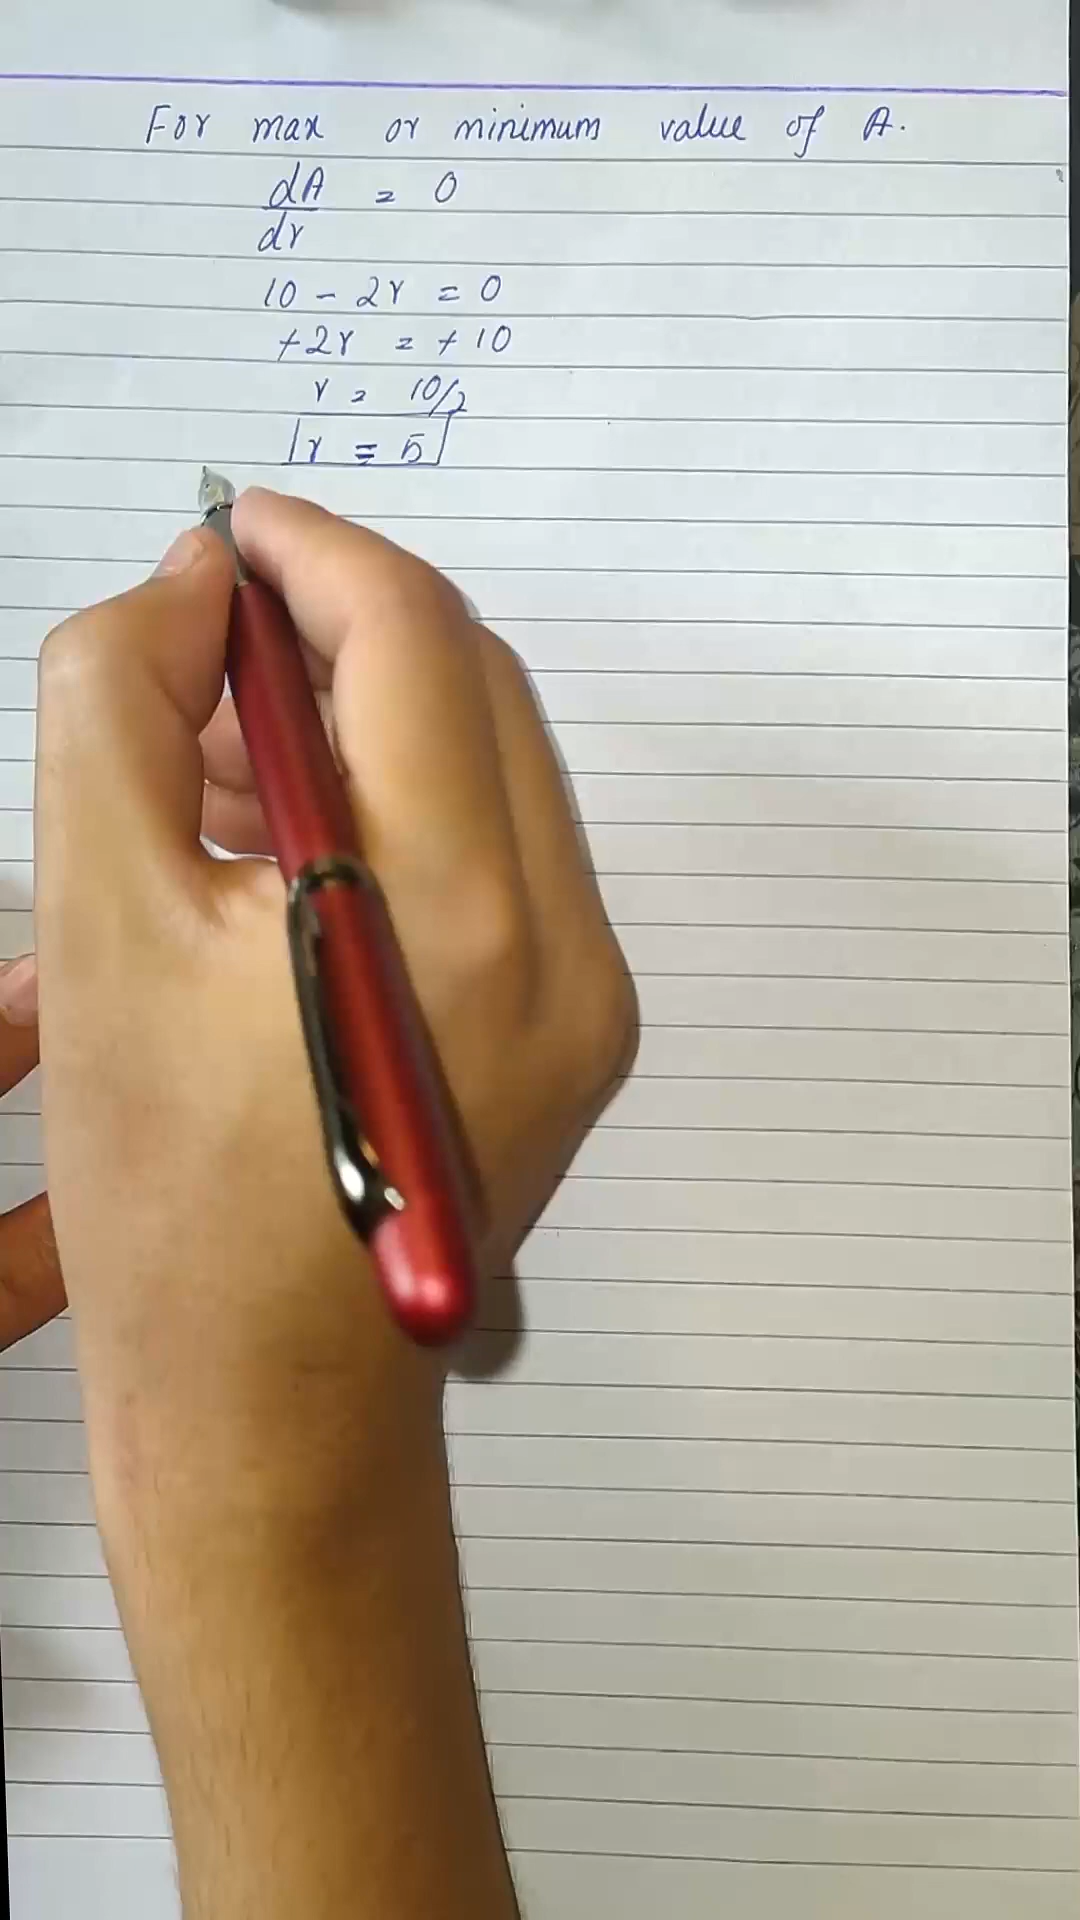 For max or minimum value of A.
dA/dr = 0
10 - 2r = 0
+2r = +10
r = 10/2
r = 5